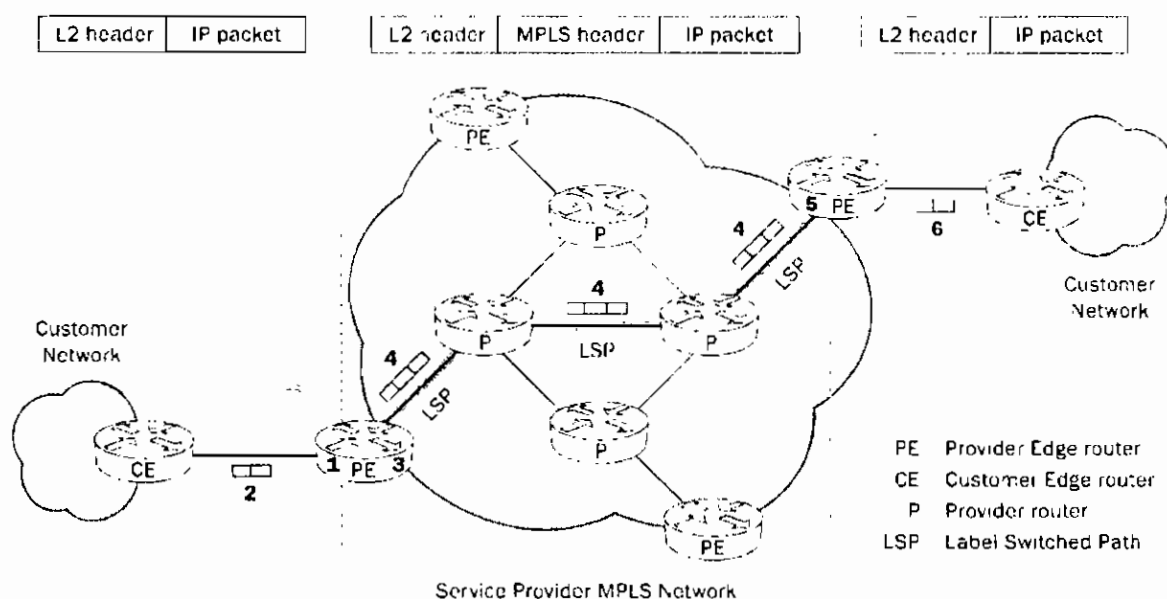 L2 header IP packet
L2 header MPLS header IP packet
L2 header IP packet
PE
P
5 PE
6
CE
Customer
Network
4
LSP
4
P
LSP
P
Customer
Network
4
LSP
CE
2
1 PE 3
P
PE
PE Provider Edge router
CE Customer Edge router
P Provider router
LSP Label Switched Path
Service Provider MPLS Network